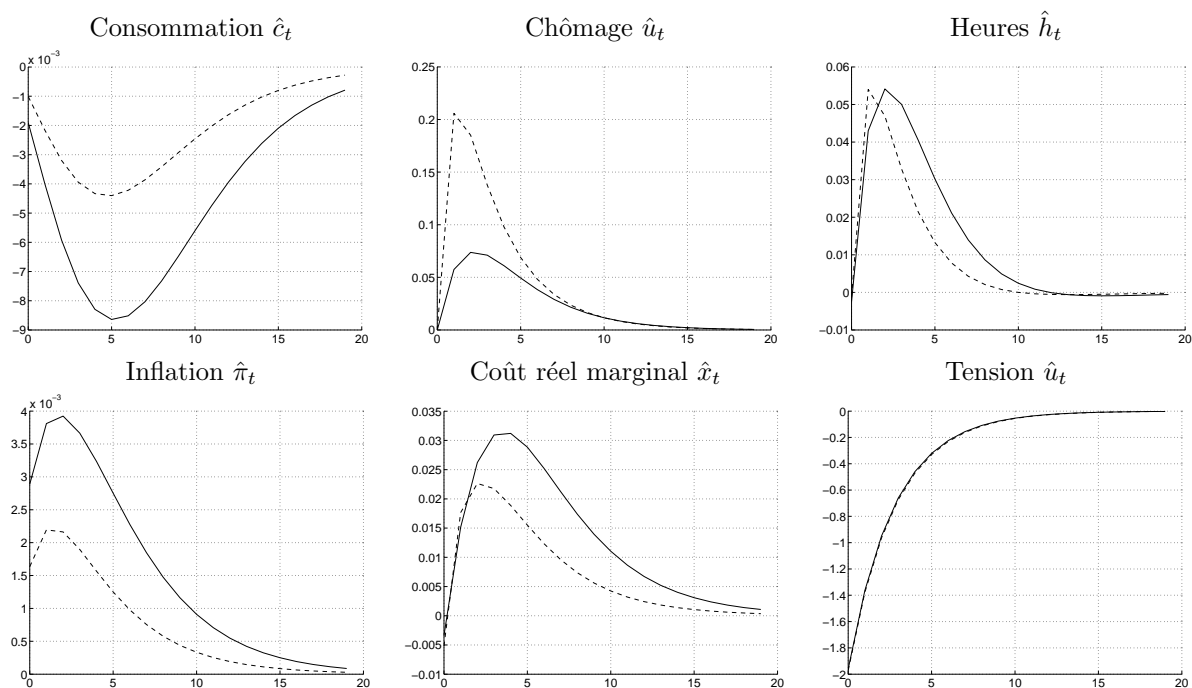 Consommation ĉₜ Chômage ûₜ Heures ĥₜ
x 10⁻³
0 0.25 0.06
−1 0.05
−2 0.2
−3 0.04
−4 0.15 0.03
−5 0.02
−6 0.1
−7 0.01
−8 0.05 0
−9 0 −0.01
0 5 10 15 20 0 5 10 15 20 0 5 10 15 20
Inflation π̂ₜ Coût réel marginal x̂ₜ Tension ûₜ
x 10⁻³
4 0.035 0
3.5 0.03 −0.2
3 0.025 −0.4
2.5 0.02 −0.6
−0.8
2 0.015 −1
1.5 0.01 −1.2
1 0.005 −1.4
0 −1.6
0.5 −0.005 −1.8
0 −0.01 −2
0 5 10 15 20 0 5 10 15 20 0 5 10 15 20